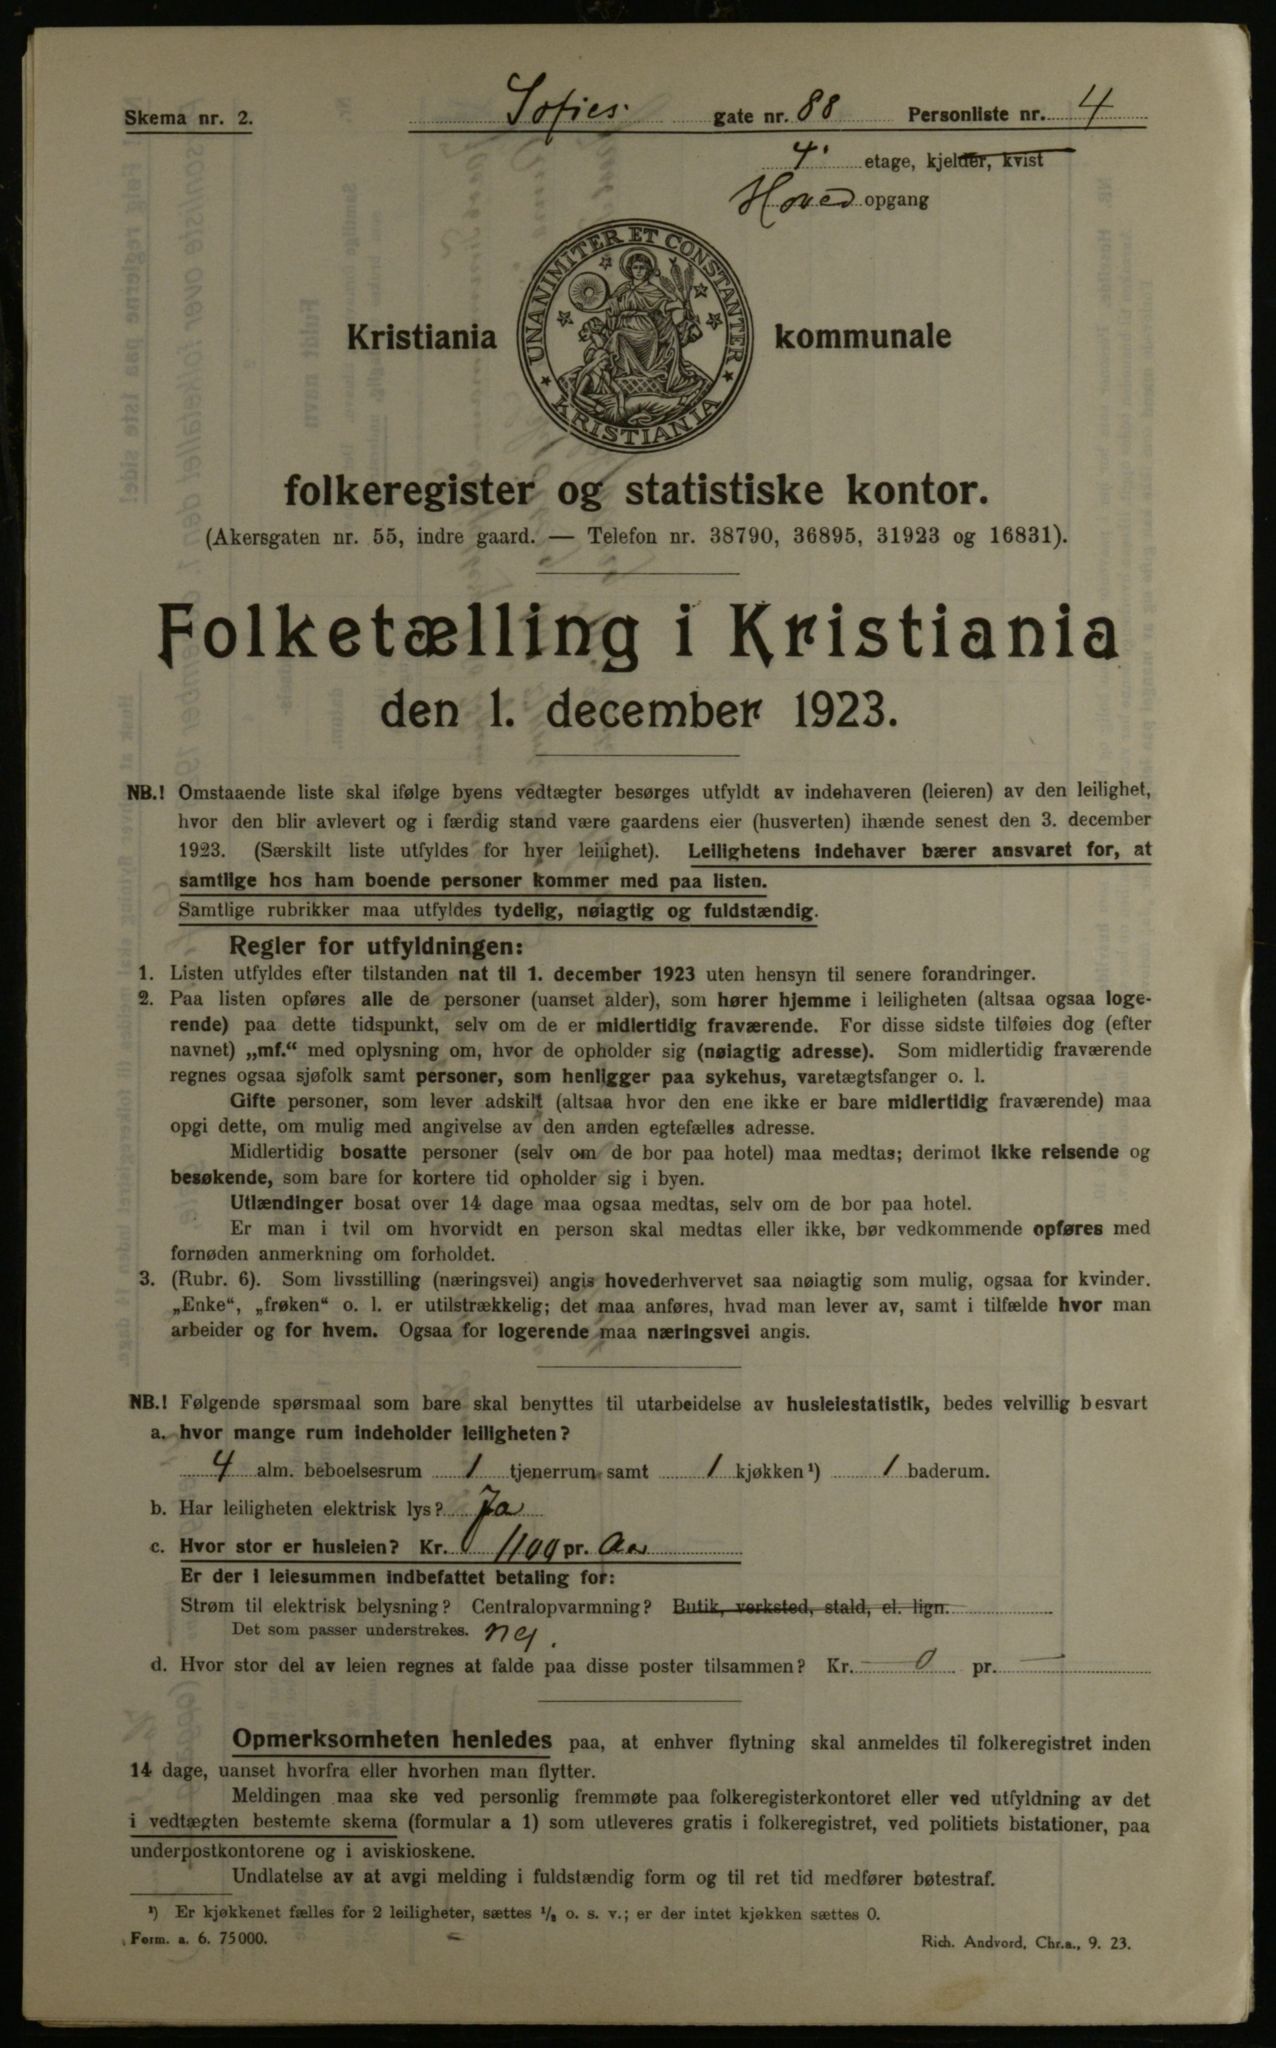 Skema nr. 2. Sofies gate nr. 88 Personliste nr. 4
4. etage, kjelder, kvist
Hoved opgang
UNANIMITER ET CONSTANTER
KRISTIANIA
Kristiania kommunale
folkeregister og statistiske kontor.
(Akersgaten nr. 55, indre gaard. — Telefon nr. 38790, 36895, 31923 og 16831).
Folketælling i Kristiania
den 1. december 1923.
NB.! Omstaaende liste skal ifølge byens vedtægter besørges utfyldt av indehaveren (leieren) av den leilighet,
hvor den blir avlevert og i færdig stand være gaardens eier (husverten) ihænde senest den 3. december
1923. (Særskilt liste utfyldes for hver leilighet). Leilighetens indehaver bærer ansvaret for, at
samtlige hos ham boende personer kommer med paa listen.
Samtlige rubrikker maa utfyldes tydelig, nøiagtig og fuldstændig.
Regler for utfyldningen:
1. Listen utfyldes efter tilstanden nat til 1. december 1923 uten hensyn til senere forandringer.
2. Paa listen opføres alle de personer (uanset alder), som hører hjemme i leiligheten (altsaa ogsaa loge-
rende) paa dette tidspunkt, selv om de er midlertidig fraværende. For disse sidste tilføies dog (efter
navnet) „mf.“ med oplysning om, hvor de opholder sig (nøiagtig adresse). Som midlertidig fraværende
regnes ogsaa sjøfolk samt personer, som henligger paa sykehus, varetægtsfanger o. l.
Gifte personer, som lever adskilt (altsaa hvor den ene ikke er bare midlertidig fraværende) maa
opgi dette, om mulig med angivelse av den anden egtefælles adresse.
Midlertidig bosatte personer (selv om de bor paa hotel) maa medtas; derimot ikke reisende og
besøkende, som bare for kortere tid opholder sig i byen.
Utlændinger bosat over 14 dage maa ogsaa medtas, selv om de bor paa hotel.
Er man i tvil om hvorvidt en person skal medtas eller ikke, bør vedkommende opføres med
fornøden anmerkning om forholdet.
3. (Rubr. 6). Som livsstilling (næringsvei) angis hovederhvervet saa nøiagtig som mulig, ogsaa for kvinder.
„Enke“, „frøken“ o. l. er utilstrækkelig; det maa anføres, hvad man lever av, samt i tilfælde hvor man
arbeider og for hvem. Ogsaa for logerende maa næringsvei angis.
NB.! Følgende spørsmaal som bare skal benyttes til utarbeidelse av husleiestatistik, bedes velvillig besvart
a. hvor mange rum indeholder leiligheten?
4 alm. beboelsesrum 1 tjenerrum samt 1 kjøkken ¹) 1 baderum.
b. Har leiligheten elektrisk lys? Ja
c. Hvor stor er husleien? Kr. 1100 pr. Aar
Er der i leiesummen indbefattet betaling for:
Strøm til elektrisk belysning? Centralopvarmning? Butik, verksted, stald, el. lign.
Det som passer understrekes. nej.
d. Hvor stor del av leien regnes at falde paa disse poster tilsammen? Kr. 0 pr. —
Opmerksomheten henledes paa, at enhver flytning skal anmeldes til folkeregistret inden
14 dage, uanset hvorfra eller hvorhen man flytter.
Meldingen maa ske ved personlig fremmøte paa folkeregisterkontoret eller ved utfyldning av det
i vedtægten bestemte skema (formular a 1) som utleveres gratis i folkeregistret, ved politiets bistationer, paa
underpostkontorene og i aviskioskene.
Undlatelse av at avgi melding i fuldstændig form og til ret tid medfører bøtestraf.
¹) Er kjøkkenet fælles for 2 leiligheter, sættes ½ o. s. v.; er der intet kjøkken sættes 0.
Form. a. 6. 75000. Rich. Andvord, Chr.a., 9. 23.